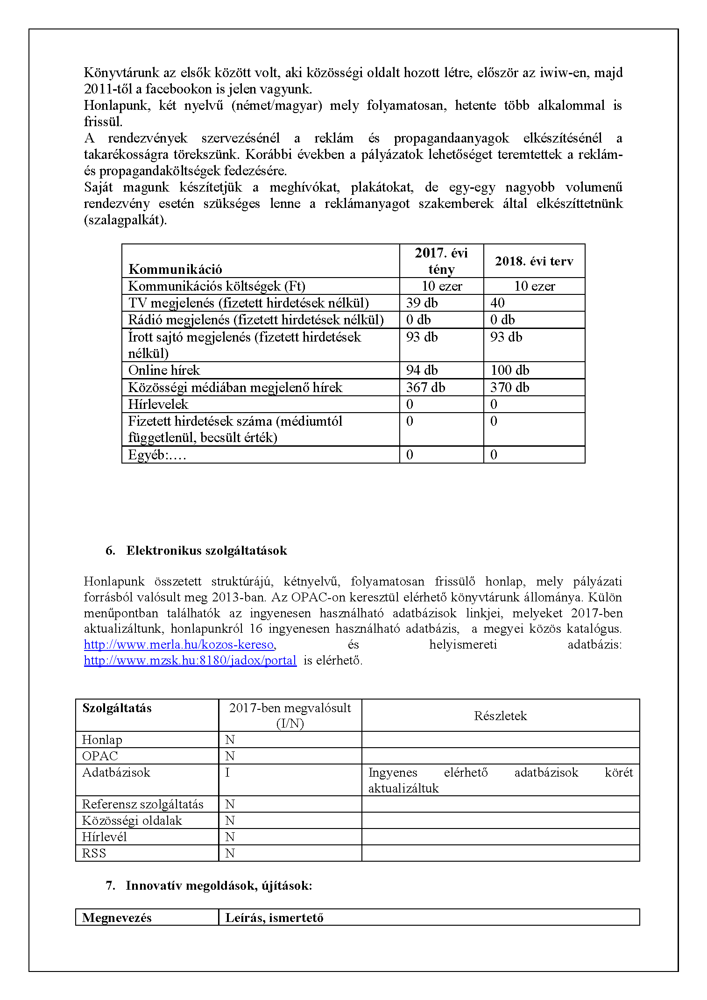 Könyvtárunk az elsők között volt, aki közösségi oldalt hozott létre, először az iwiw-en, majd
2011-től a facebookon is jelen vagyunk.
Honlapunk, két nyelvű (német/magyar) mely folyamatosan, hetente több alkalommal is
frissül.
A rendezvények szervezésénél a reklám és propagandaanyagok elkészítésénél a
takarékosságra törekszünk. Korábbi években a pályázatok lehetőséget teremtettek a reklám-
és propagandaköltségek fedezésére.
Saját magunk készítetjük a meghívókat, plakátokat, de egy-egy nagyobb volumenű
rendezvény esetén szükséges lenne a reklámanyagot szakemberek által elkészíttetnünk
(szalagpalkát).
Kommunikáció 2017. évi tény 2018. évi terv
Kommunikációs költségek (Ft) 10 ezer 10 ezer
TV megjelenés (fizetett hirdetések nélkül) 39 db 40
Rádió megjelenés (fizetett hirdetések nélkül) 0 db 0 db
Írott sajtó megjelenés (fizetett hirdetések 93 db 93 db
nélkül)
Online hírek 94 db 100 db
Közösségi médiában megjelenő hírek 367 db 370 db
Hírlevelek 0 0
Fizetett hirdetések száma (médiumtól 0 0
függetlenül, becsült érték)
Egyéb:…. 0 0
6. Elektronikus szolgáltatások
Honlapunk összetett struktúrájú, kétnyelvű, folyamatosan frissülő honlap, mely pályázati
forrásból valósult meg 2013-ban. Az OPAC-on keresztül elérhető könyvtárunk állománya. Külön
menűpontban találhatók az ingyenesen használható adatbázisok linkjei, melyeket 2017-ben
aktualizáltunk, honlapunkról 16 ingyenesen használható adatbázis, a megyei közös katalógus.
http://www.merla.hu/kozos-kereso, és helyismereti adatbázis:
http://www.mzsk.hu:8180/jadox/portal is elérhető.
Szolgáltatás 2017-ben megvalósult Részletek
(I/N)
Honlap N
OPAC N
Adatbázisok I Ingyenes elérhető adatbázisok körét
aktualizáltuk
Referensz szolgáltatás N
Közösségi oldalak N
Hírlevél N
RSS N
7. Innovatív megoldások, újítások:
Megnevezés Leírás, ismertető